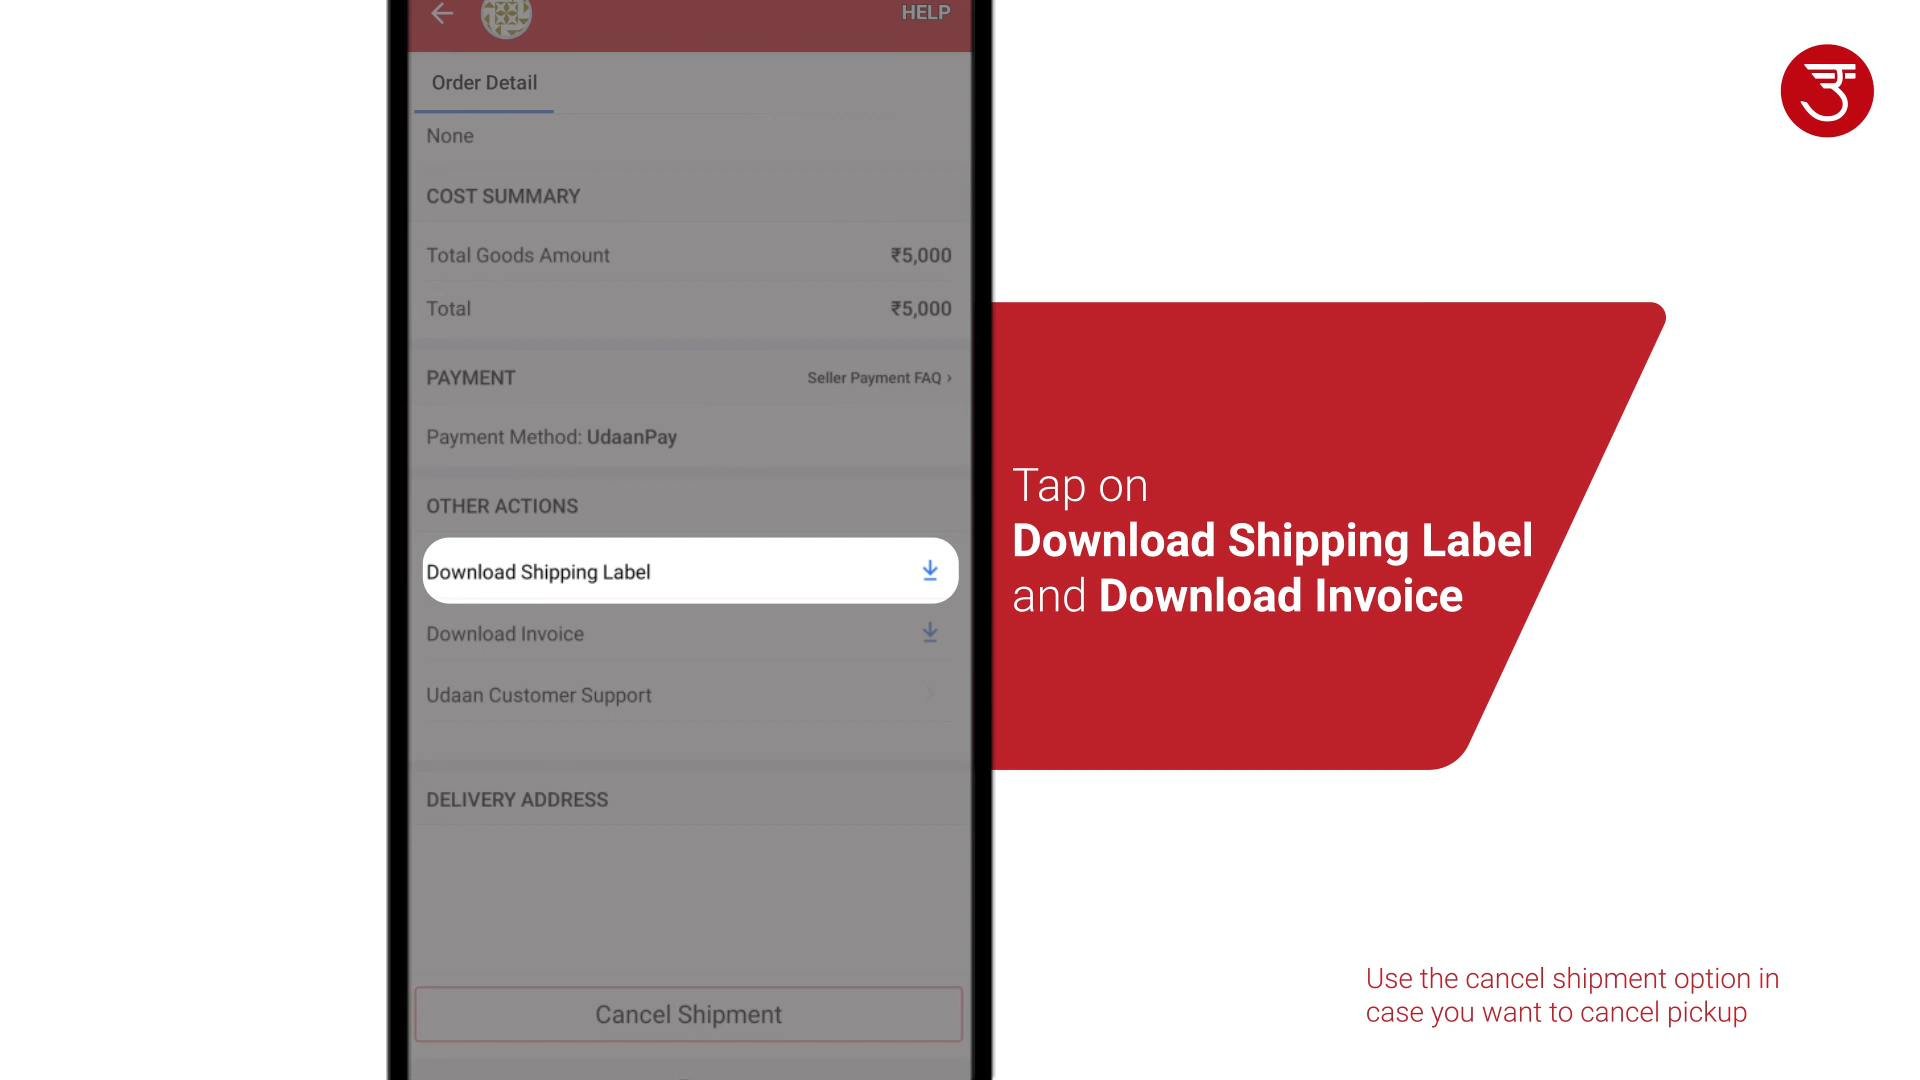 HELP
Order Detail
None
COST SUMMARY
Total Goods Amount ₹5,000
Total ₹5,000
PAYMENT Seller Payment FAQ ›
Payment Method: UdaanPay
OTHER ACTIONS
Download Shipping Label
Download Invoice
Udaan Customer Support
DELIVERY ADDRESS
Cancel Shipment
Tap on
Download Shipping Label
and Download Invoice
Use the cancel shipment option in
case you want to cancel pickup
उ